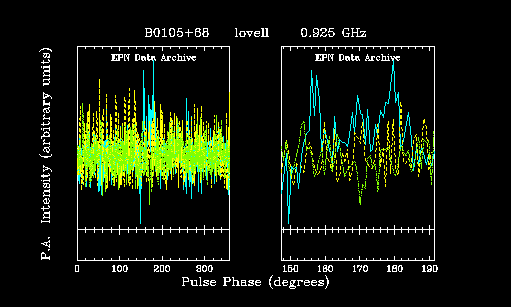 B0105+68 lovell 0.925 GHz
EPN Data Archive EPN Data Archive
P.A. Intensity (arbitrary units)
0 100 200 300 150 160 170 180 190
Pulse Phase (degrees)